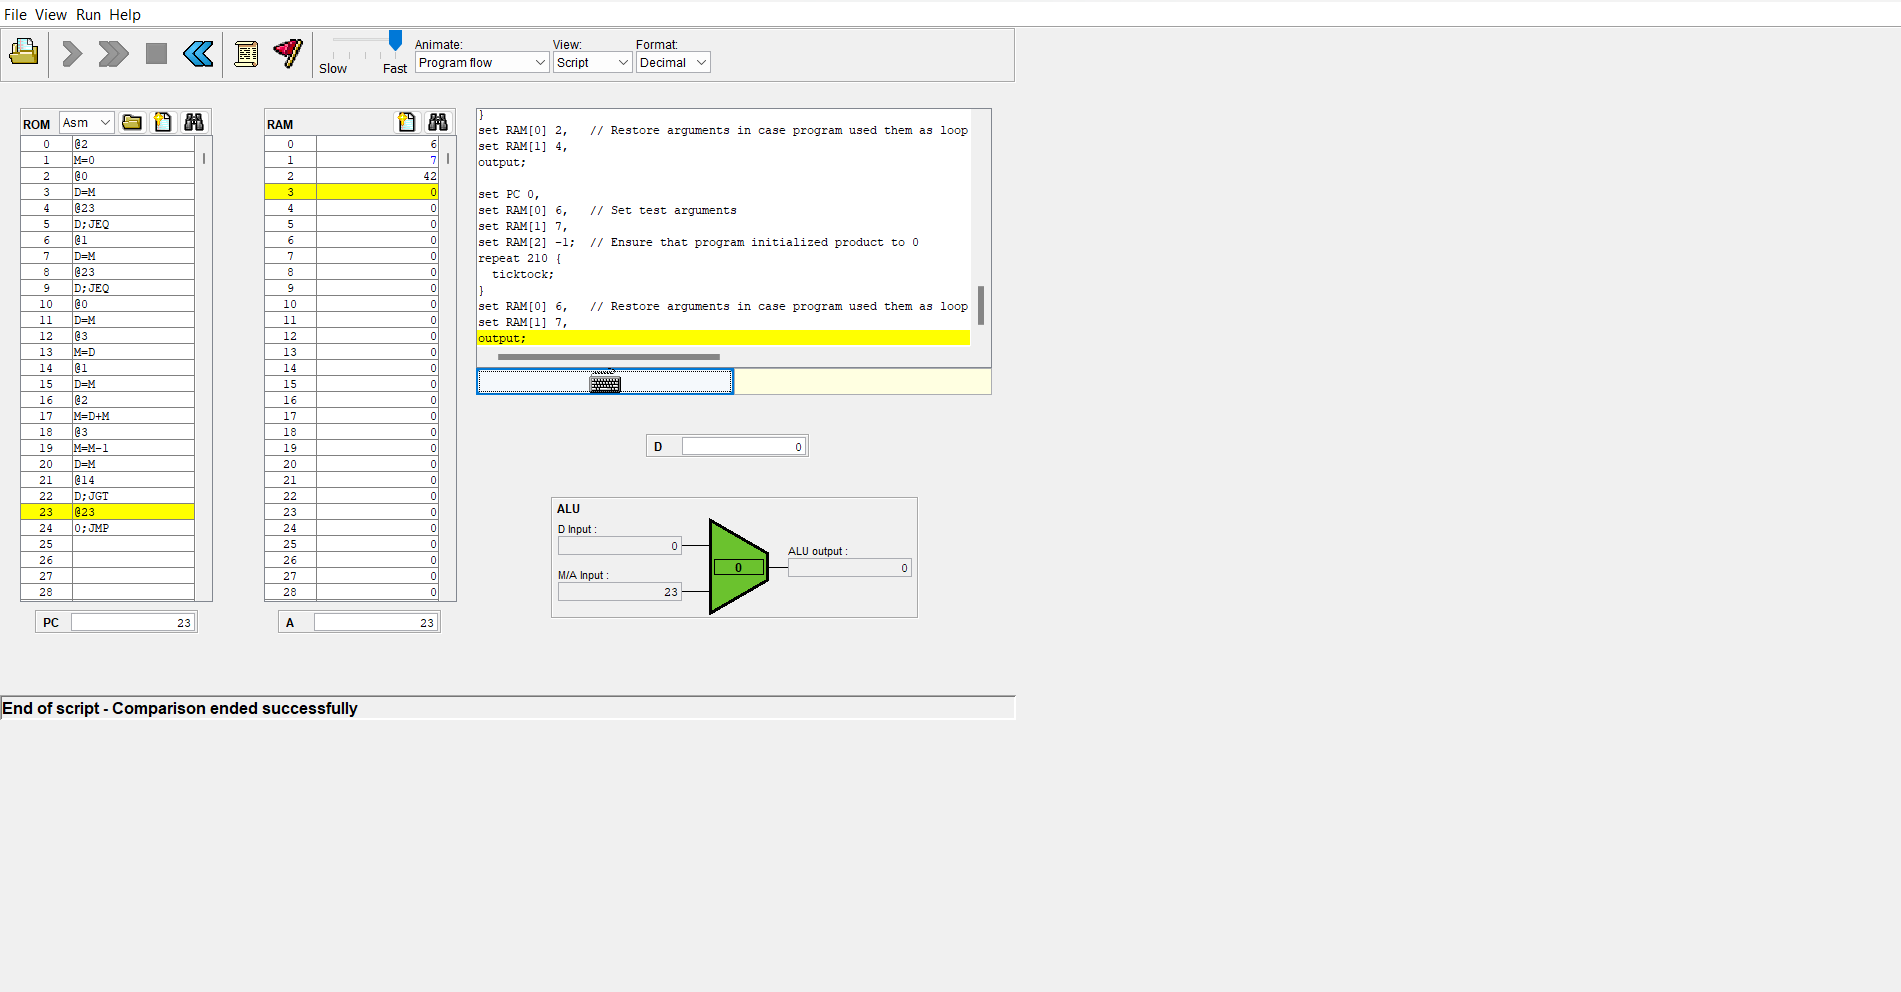 File View Run Help
Slow Fast
Animate: View: Format:
Program flow Script Decimal
ROM Asm
0 @2
1 M=0
2 @0
3 D=M
4 @23
5 D;JEQ
6 @1
7 D=M
8 @23
9 D;JEQ
10 @0
11 D=M
12 @3
13 M=D
14 @1
15 D=M
16 @2
17 M=D+M
18 @3
19 M=M-1
20 D=M
21 @14
22 D;JGT
23 @23
24 0;JMP
25
26
27
28
PC 23
RAM
0 6
1 7
2 42
3 0
4 0
5 0
6 0
7 0
8 0
9 0
10 0
11 0
12 0
13 0
14 0
15 0
16 0
17 0
18 0
19 0
20 0
21 0
22 0
23 0
24 0
25 0
26 0
27 0
28 0
A 23
}
set RAM[0] 2,   // Restore arguments in case program used them as loop
set RAM[1] 4,
output;
set PC 0,
set RAM[0] 6,   // Set test arguments
set RAM[1] 7,
set RAM[2] -1;  // Ensure that program initialized product to 0
repeat 210 {
  ticktock;
}
set RAM[0] 6,   // Restore arguments in case program used them as loop
set RAM[1] 7,
output;
D 0
ALU
D Input :
0
M/A Input :
23
0
ALU output :
0
End of script - Comparison ended successfully